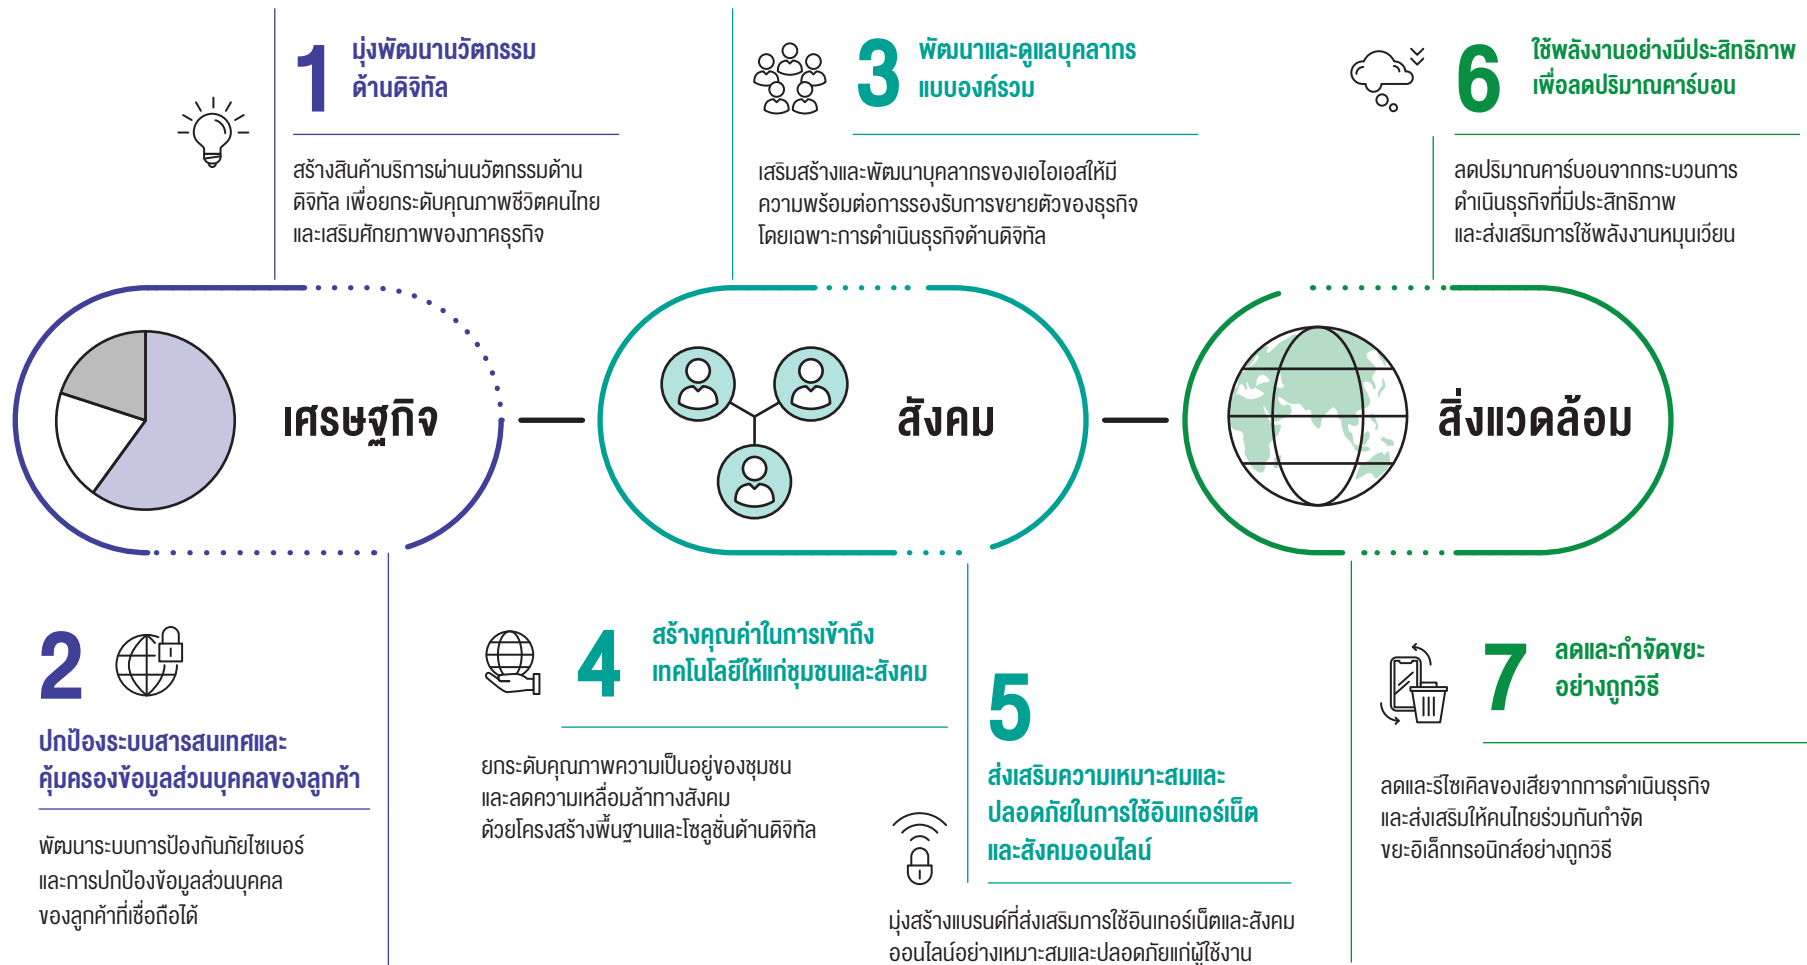 1
มุ่งพัฒนานวัตกรรม
ด้านดิจิทัล
สร้างสินค้าบริการผ่านนวัตกรรมด้าน
ดิจิทัล เพื่อยกระดับคุณภาพชีวิตคนไทย
และเสริมศักยภาพของภาคธุรกิจ
3
พัฒนาและดูแลบุคลากร
แบบองค์รวม
เสริมสร้างและพัฒนาบุคลากรของเอไอเอสให้มี
ความพร้อมต่อการรองรับการขยายตัวของธุรกิจ
โดยเฉพาะการดำเนินธุรกิจด้านดิจิทัล
6
ใช้พลังงานอย่างมีประสิทธิภาพ
เพื่อลดปริมาณคาร์บอน
ลดปริมาณคาร์บอนจากกระบวนการ
ดำเนินธุรกิจที่มีประสิทธิภาพ
และส่งเสริมการใช้พลังงานหมุนเวียน
เศรษฐกิจ
สังคม
สิ่งแวดล้อม
2
ปกป้องระบบสารสนเทศและ
คุ้มครองข้อมูลส่วนบุคคลของลูกค้า
พัฒนาระบบการป้องกันภัยไซเบอร์
และการปกป้องข้อมูลส่วนบุคคล
ของลูกค้าที่เชื่อถือได้
4
สร้างคุณค่าในการเข้าถึง
เทคโนโลยีให้แก่ชุมชนและสังคม
ยกระดับคุณภาพความเป็นอยู่ของชุมชน
และลดความเหลื่อมล้ำทางสังคม
ด้วยโครงสร้างพื้นฐานและโซลูชั่นด้านดิจิทัล
5
ส่งเสริมความเหมาะสมและ
ปลอดภัยในการใช้อินเทอร์เน็ต
และสังคมออนไลน์
มุ่งสร้างแบรนด์ที่ส่งเสริมการใช้อินเทอร์เน็ตและสังคม
ออนไลน์อย่างเหมาะสมและปลอดภัยแก่ผู้ใช้งาน
7
ลดและกำจัดขยะ
อย่างถูกวิธี
ลดและรีไซเคิลของเสียจากการดำเนินธุรกิจ
และส่งเสริมให้คนไทยร่วมกันกำจัด
ขยะอิเล็กทรอนิกส์อย่างถูกวิธี